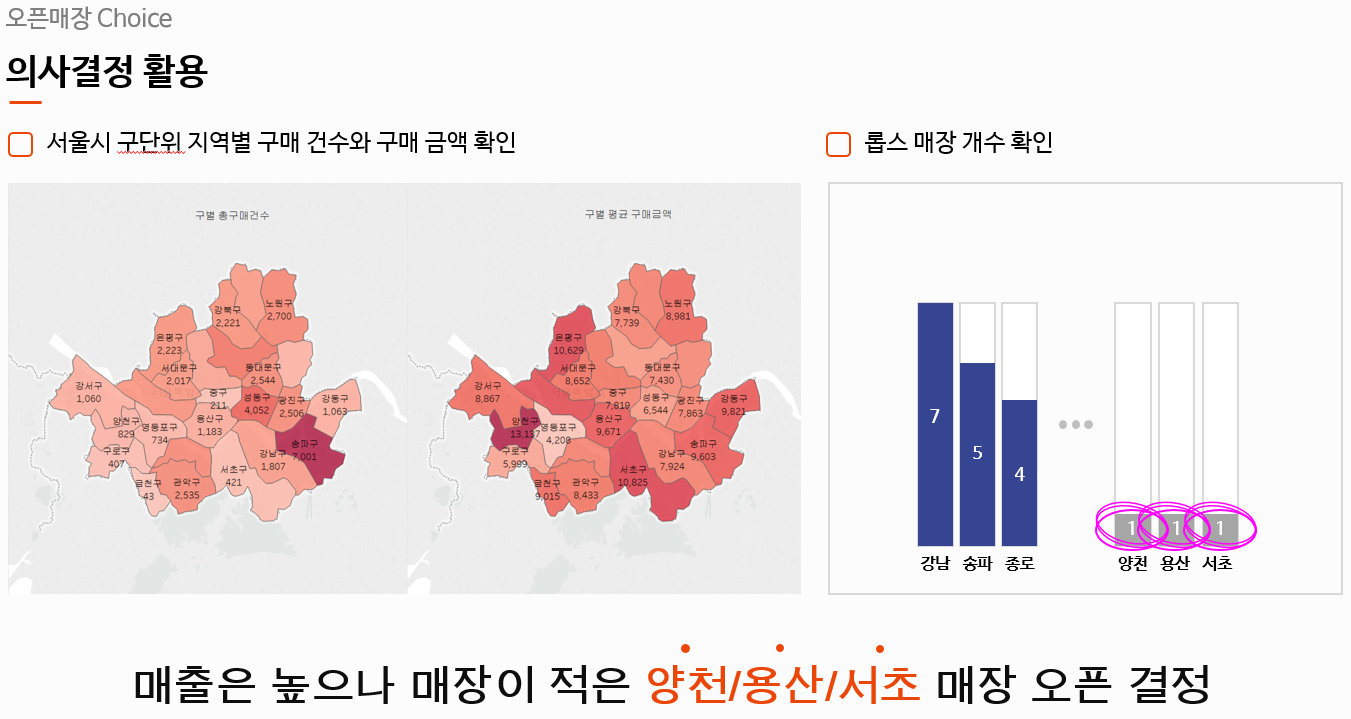 오픈매장 Choice
의사결정 활용
서울시 구단위 지역별 구매 건수와 구매 금액 확인
롭스 매장 개수 확인
구별 총구매건수
강북구
2,221
노원구
2,700
은평구
2,223
서대문구
2,017
동대문구
2,544
강서구
1,060
중구
211
성동구
4,052
광진구
2,506
강동구
1,063
양천구
829
영등포구
734
용산구
1,183
송파구
7,001
구로구
407
강남구
1,807
서초구
421
금천구
43
관악구
2,535
구별 평균 구매금액
강북구
7,739
노원구
8,981
은평구
10,629
서대문구
8,652
동대문구
7,430
강서구
8,867
중구
7,819
성동구
6,544
광진구
7,863
강동구
9,821
양천구
13,137
영등포구
4,208
용산구
9,671
송파구
9,603
구로구
5,999
강남구
7,924
서초구
10,825
금천구
9,015
관악구
8,433
7
5
4
1
1
1
강남 송파 종로 양천 용산 서초
매출은 높으나 매장이 적은 양천/용산/서초 매장 오픈 결정